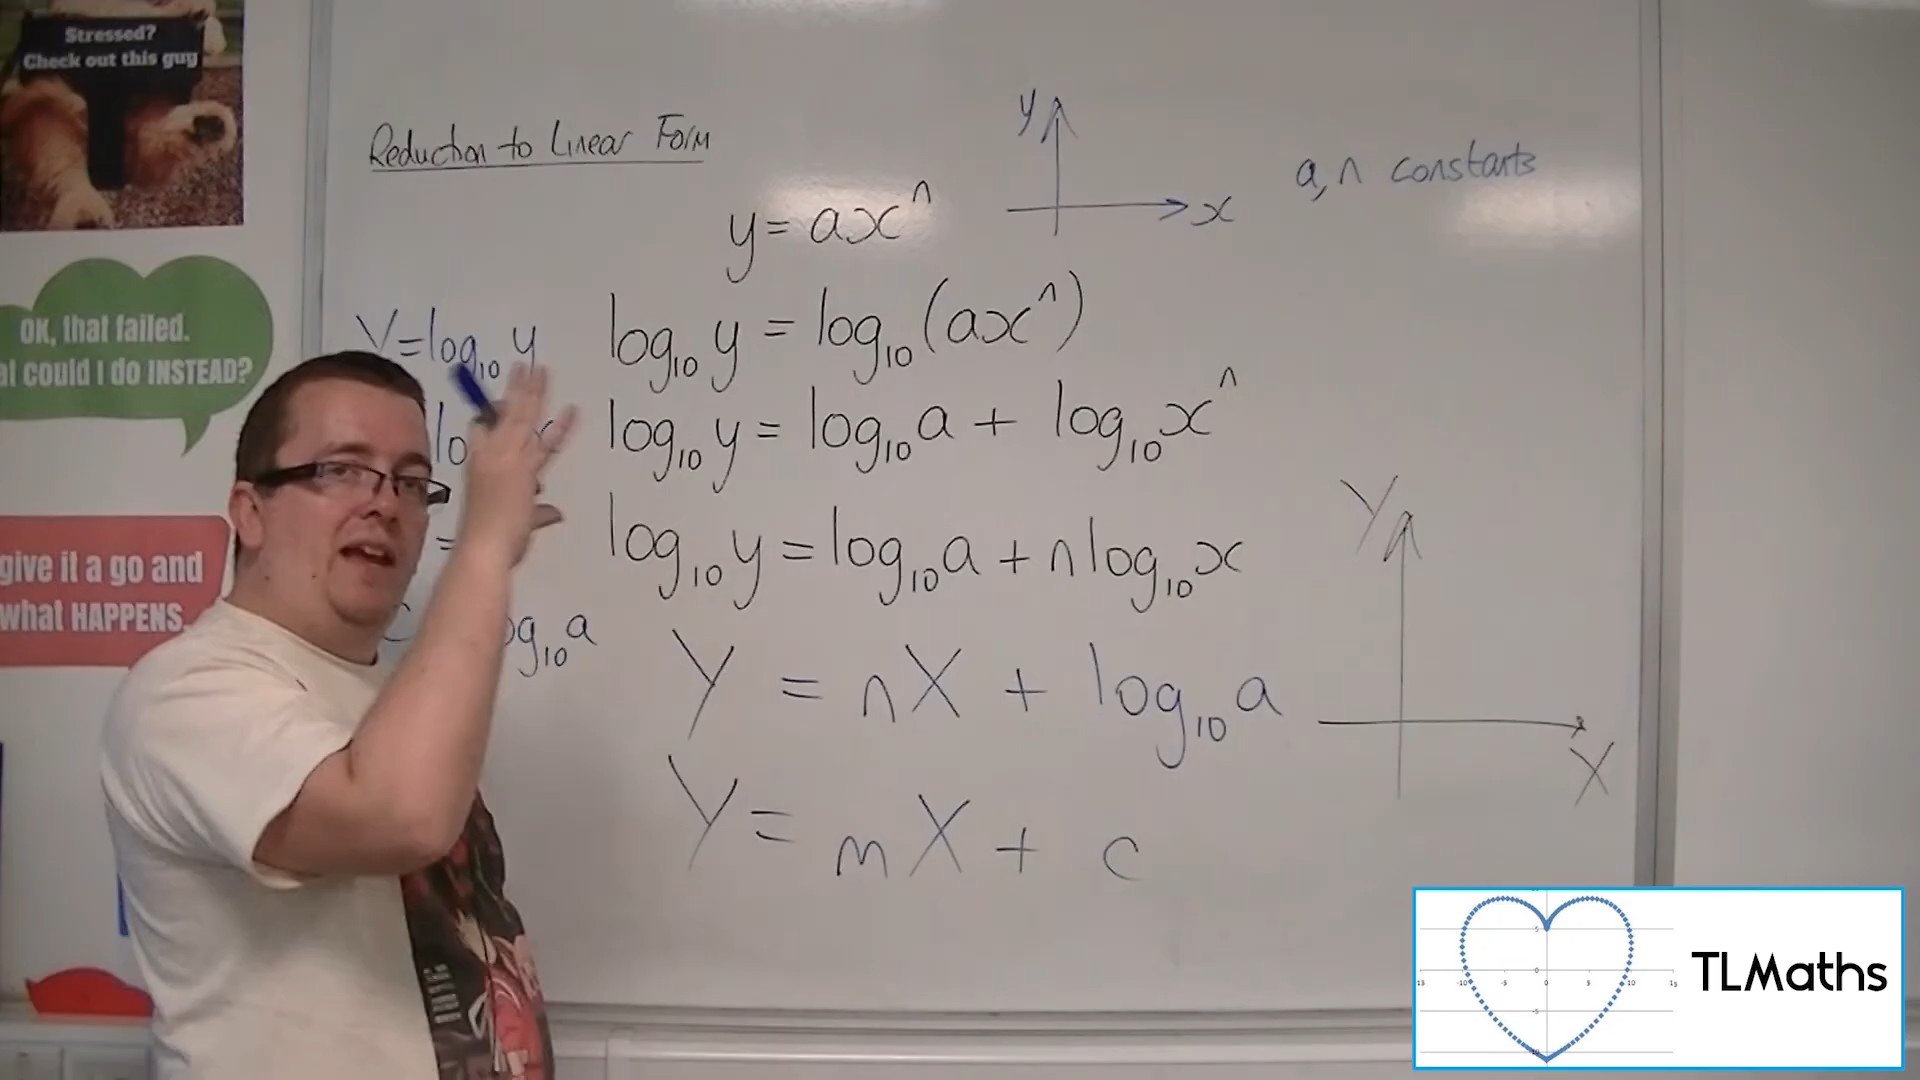 Stressed?
Check out this guy
OK, that failed.
could I do INSTEAD?
give it a go and
what HAPPENS.
Reduction to Linear Form
y
x
a, n constants
y = ax^n
Y = log₁₀ y
log₁₀ y = log₁₀ (ax^n)
log₁₀ y = log₁₀ a + log₁₀ x^n
log₁₀ y = log₁₀ a + n log₁₀ x
=
log₁₀ a
Y = nX + log₁₀ a
Y = mX + c
Y
X
TLMaths